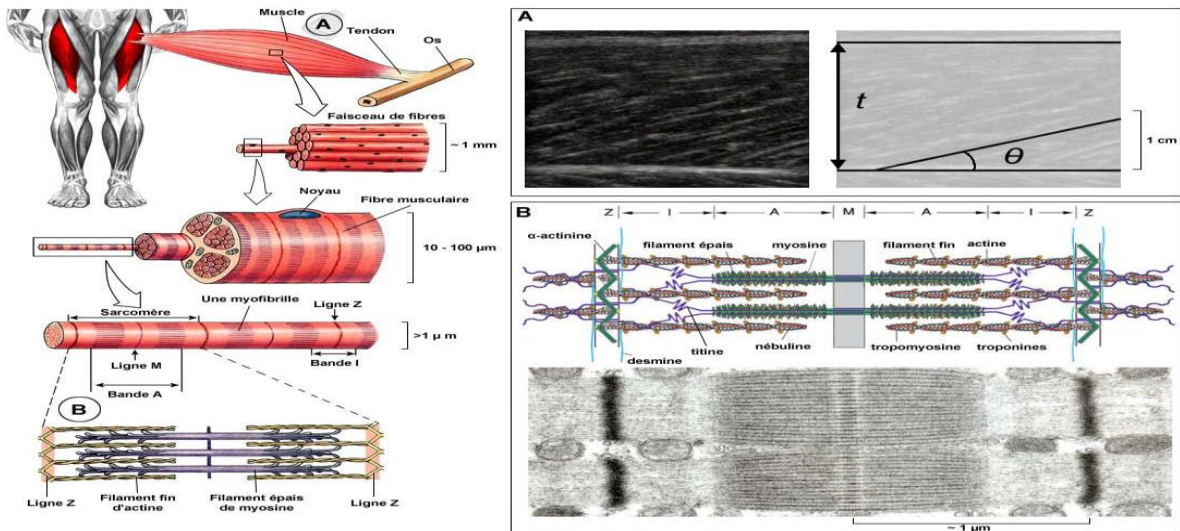 Muscle
A
Tendon
Os
Faisceau de fibres
~ 1 mm
Noyau
Fibre musculaire
10 - 100 µm
Une myofibrille
Ligne Z
Sarcomère
>1 µ m
Ligne M
Bande I
Bande A
B
Filament fin
d'actine
Filament épais
de myosine
Ligne Z
Ligne Z
A
t
θ
1 cm
B
Z I A M A I Z
α-actinine
filament épais
myosine
filament fin
actine
titine
nébuline
tropomyosine
troponines
desmine
~ 1 µm